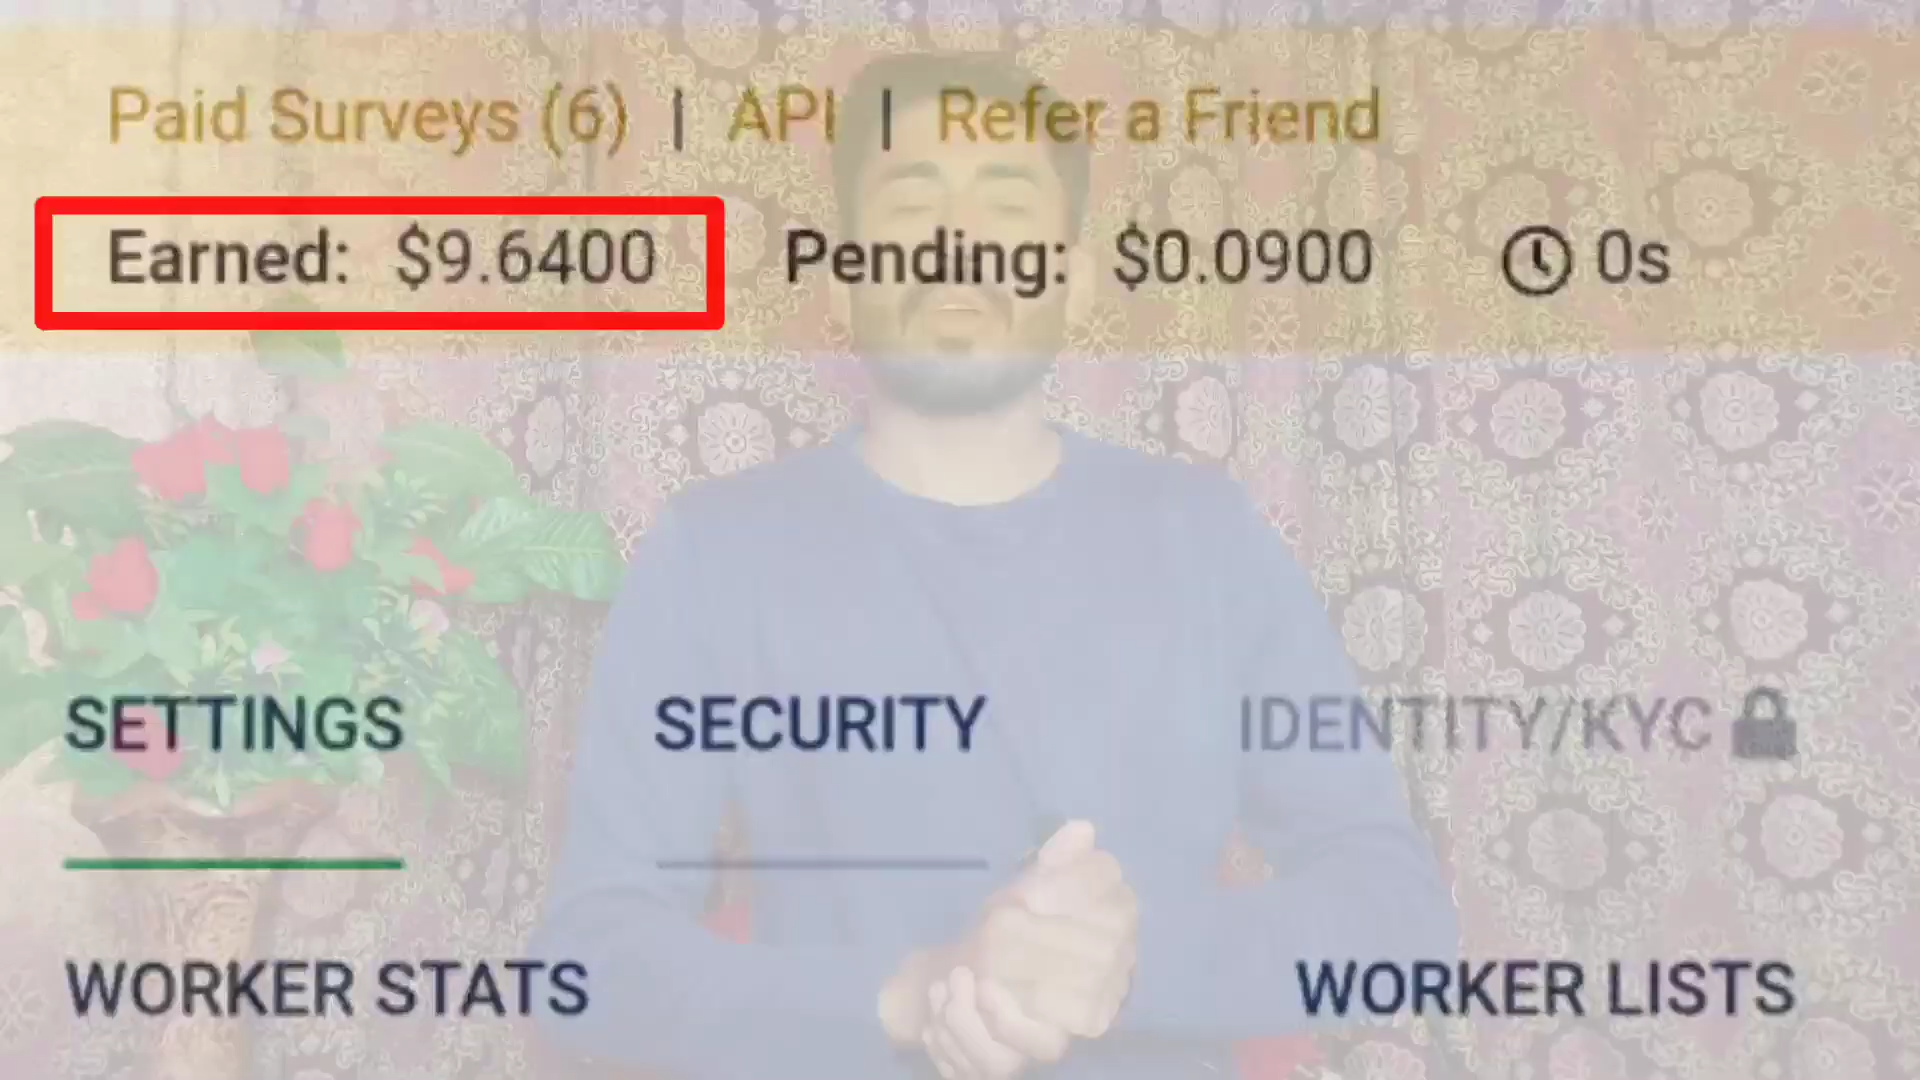 Paid Surveys (6) | API | Refer a Friend
Earned: $9.6400 Pending: $0.0900 0s
SETTINGS SECURITY IDENTITY/KYC
WORKER STATS WORKER LISTS